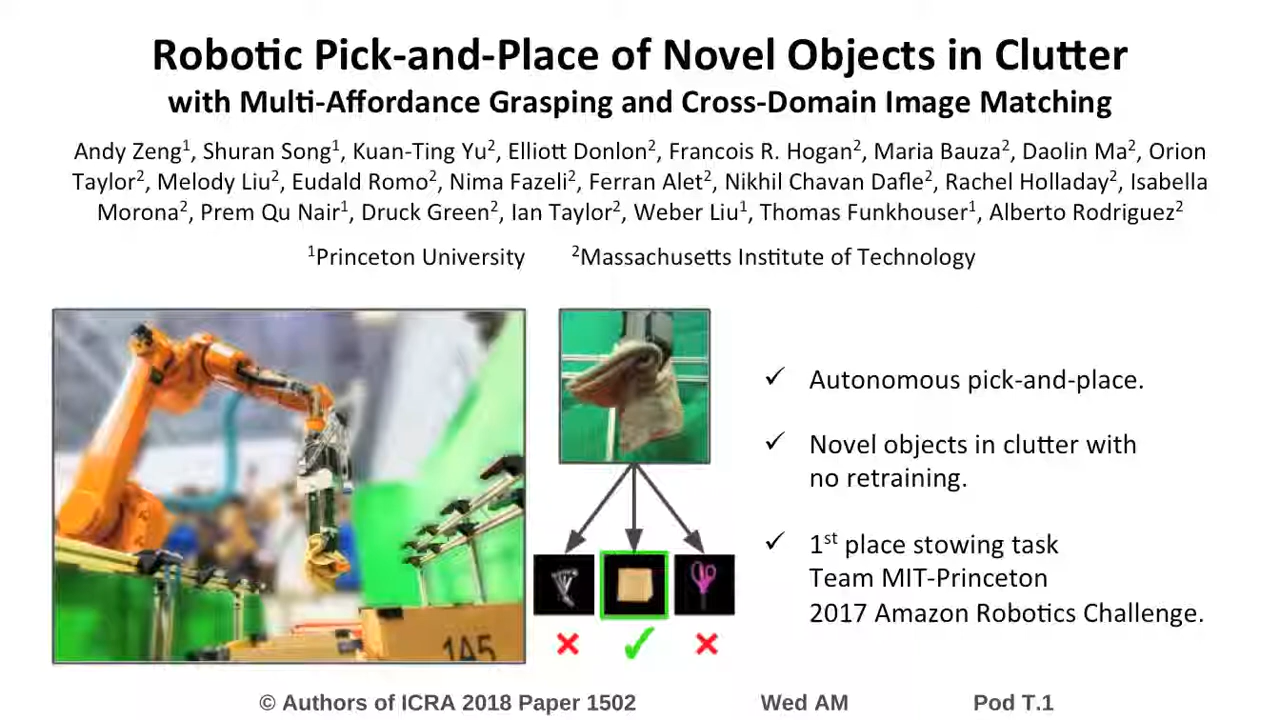 Robotic Pick-and-Place of Novel Objects in Clutter
with Multi-Affordance Grasping and Cross-Domain Image Matching
Andy Zeng¹, Shuran Song¹, Kuan-Ting Yu², Elliott Donlon², Francois R. Hogan², Maria Bauza², Daolin Ma², Orion
Taylor², Melody Liu², Eudald Romo², Nima Fazeli², Ferran Alet², Nikhil Chavan Dafle², Rachel Holladay², Isabella
Morona², Prem Qu Nair¹, Druck Green², Ian Taylor², Weber Liu¹, Thomas Funkhouser¹, Alberto Rodriguez²
¹Princeton University ²Massachusetts Institute of Technology
1A5
✓ Autonomous pick-and-place.
✓ Novel objects in clutter with
no retraining.
✓ 1st place stowing task
Team MIT-Princeton
2017 Amazon Robotics Challenge.
© Authors of ICRA 2018 Paper 1502 Wed AM Pod T.1